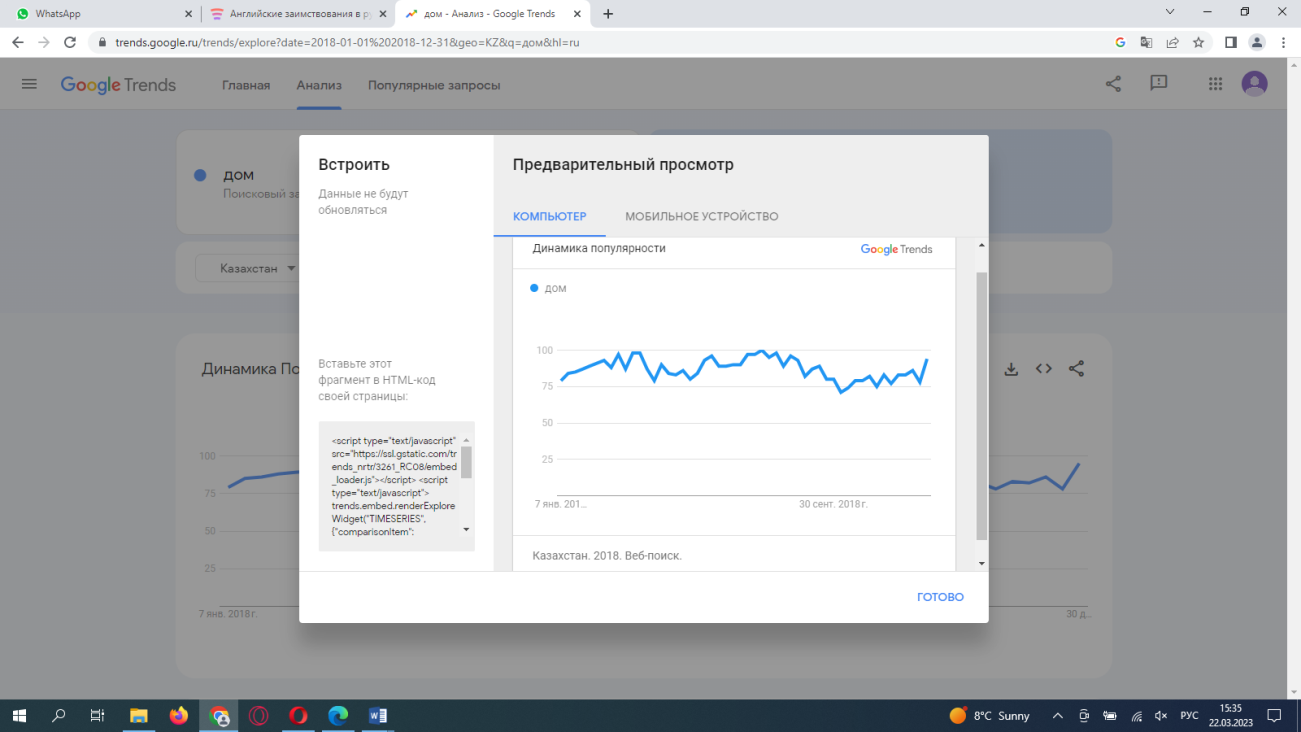 WhatsApp
Английские заимствования в ру
дом - Анализ - Google Trends
trends.google.ru/trends/explore?date=2018-01-01%202018-12-31&geo=KZ&q=дом&hl=ru
Google Trends
Главная
Анализ
Популярные запросы
дом
Поисковый за
Казахстан
Динамика По
100
75
50
25
7 янв. 2018 г.
30 д...
Встроить
Данные не будут
обновляться
Вставьте этот
фрагмент в HTML-код
своей страницы:
<script type="text/javascript"
src="https://ssl.gstatic.com/tr
ends_nrtr/3261_RC08/embed
_loader.js"></script> <script
type="text/javascript">
trends.embed.renderExplore
Widget("TIMESERIES",
{"comparisonItem":
Предварительный просмотр
КОМПЬЮТЕР
МОБИЛЬНОЕ УСТРОЙСТВО
Динамика популярности
Google Trends
дом
100
75
50
25
7 янв. 201...
30 сент. 2018 г.
Казахстан. 2018. Веб-поиск.
ГОТОВО
8°C Sunny
РУС
15:35
22.03.2023